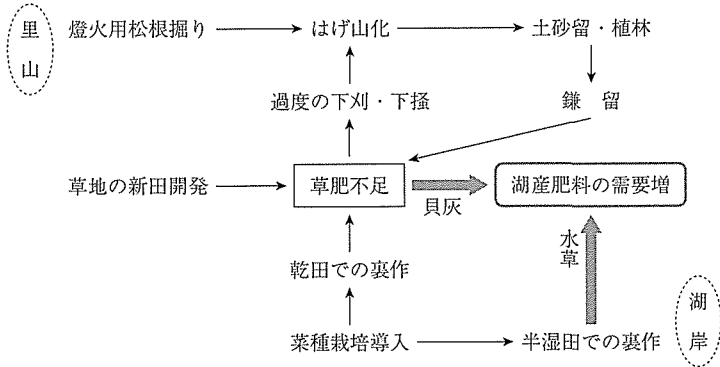 里山
燈火用松根掘り
はげ山化
土砂留・植林
過度の下刈・下掻
鎌 留
草地の新田開発
草肥不足
貝灰
湖産肥料の需要増
水草
乾田での裏作
湖岸
菜種栽培導入
半湿田での裏作